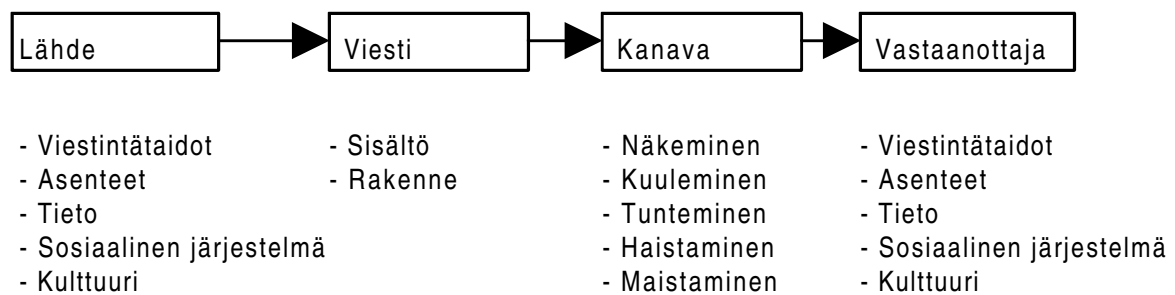 Lähde
Viesti
Kanava
Vastaanottaja
- Viestintätaidot
- Asenteet
- Tieto
- Sosiaalinen järjestelmä
- Kulttuuri
- Sisältö
- Rakenne
- Näkeminen
- Kuuleminen
- Tunteminen
- Haistaminen
- Maistaminen
- Viestintätaidot
- Asenteet
- Tieto
- Sosiaalinen järjestelmä
- Kulttuuri